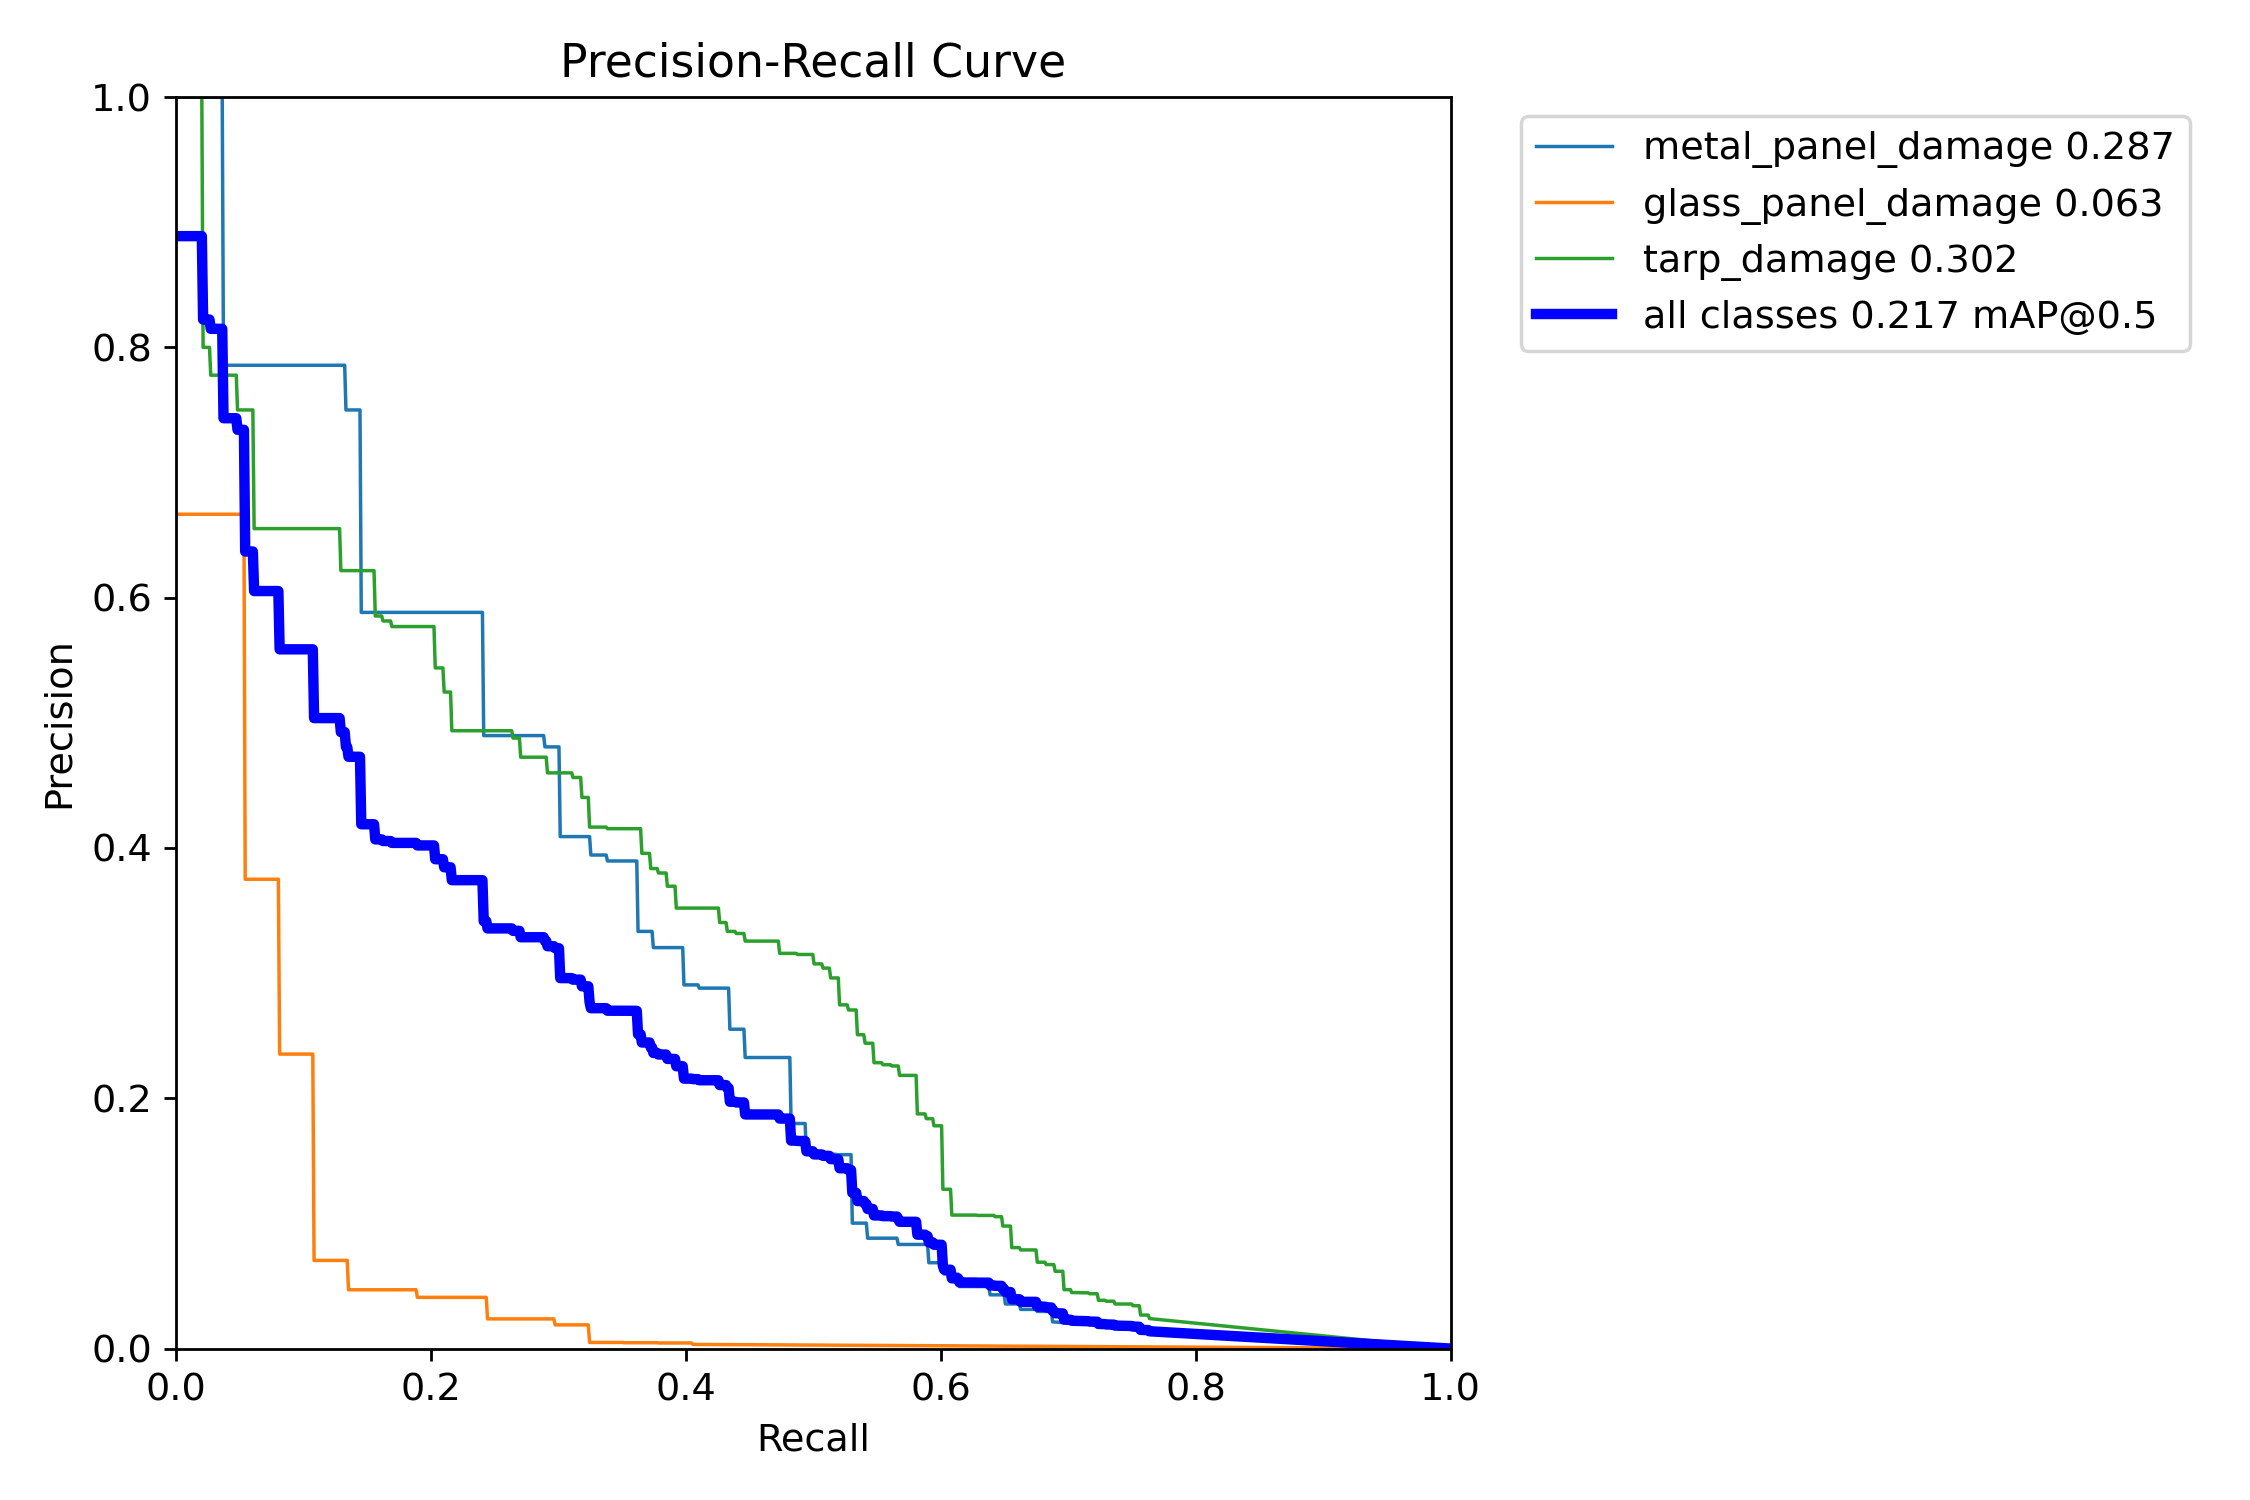 Precision-Recall Curve
metal_panel_damage 0.287
glass_panel_damage 0.063
tarp_damage 0.302
all classes 0.217 mAP@0.5
Precision
1.0
0.8
0.6
0.4
0.2
0.0
0.0 0.2 0.4 0.6 0.8 1.0
Recall